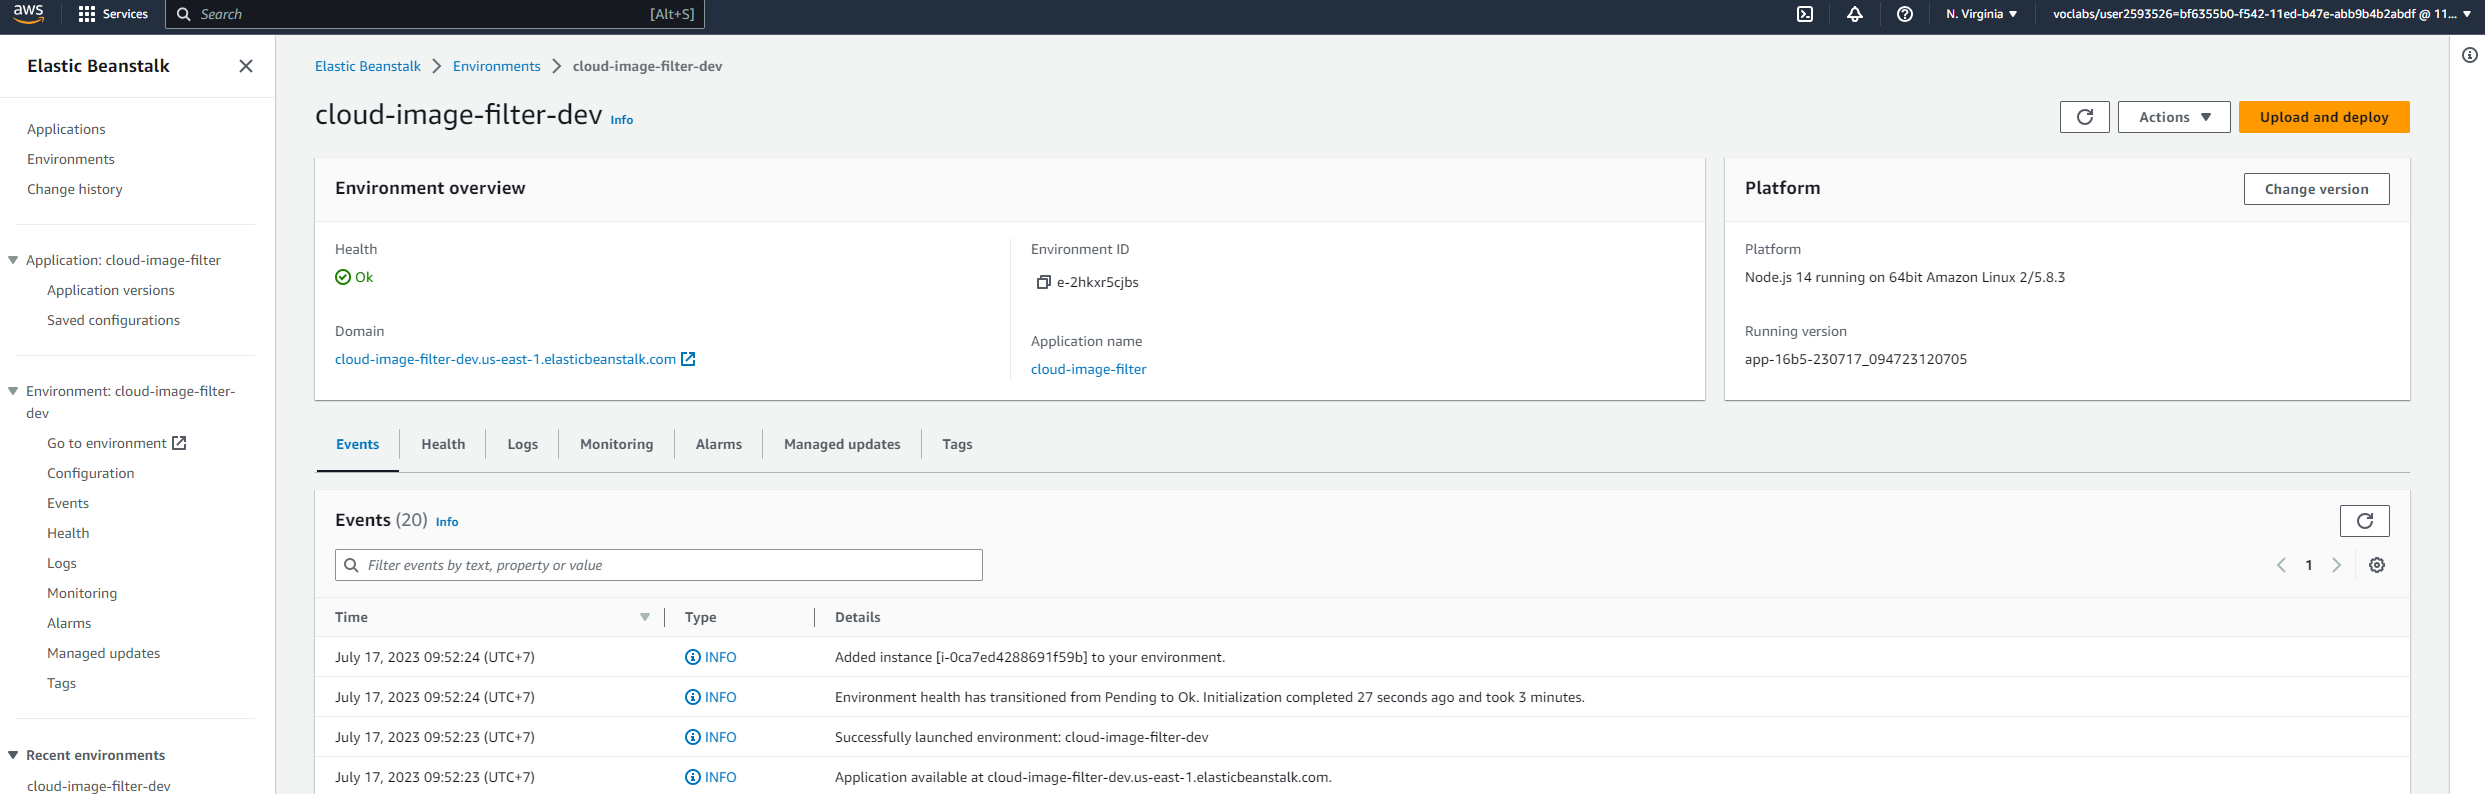 aws
Services
Search
[Alt+S]
N. Virginia
voclabs/user2593526=bf6355b0-f542-11ed-b47e-abb9b4b2abdf @ 11...
Elastic Beanstalk
Applications
Environments
Change history
Application: cloud-image-filter
Application versions
Saved configurations
Environment: cloud-image-filter-
dev
Go to environment
Configuration
Events
Health
Logs
Monitoring
Alarms
Managed updates
Tags
Recent environments
cloud-image-filter-dev
Elastic Beanstalk > Environments > cloud-image-filter-dev
cloud-image-filter-dev Info
Actions
Upload and deploy
Environment overview
Health
Ok
Domain
cloud-image-filter-dev.us-east-1.elasticbeanstalk.com
Environment ID
e-2hkxr5cjbs
Application name
cloud-image-filter
Platform
Change version
Platform
Node.js 14 running on 64bit Amazon Linux 2/5.8.3
Running version
app-16b5-230717_094723120705
Events Health Logs Monitoring Alarms Managed updates Tags
Events (20) Info
Filter events by text, property or value
1
Time Type Details
July 17, 2023 09:52:24 (UTC+7) INFO Added instance [i-0ca7ed4288691f59b] to your environment.
July 17, 2023 09:52:24 (UTC+7) INFO Environment health has transitioned from Pending to Ok. Initialization completed 27 seconds ago and took 3 minutes.
July 17, 2023 09:52:23 (UTC+7) INFO Successfully launched environment: cloud-image-filter-dev
July 17, 2023 09:52:23 (UTC+7) INFO Application available at cloud-image-filter-dev.us-east-1.elasticbeanstalk.com.